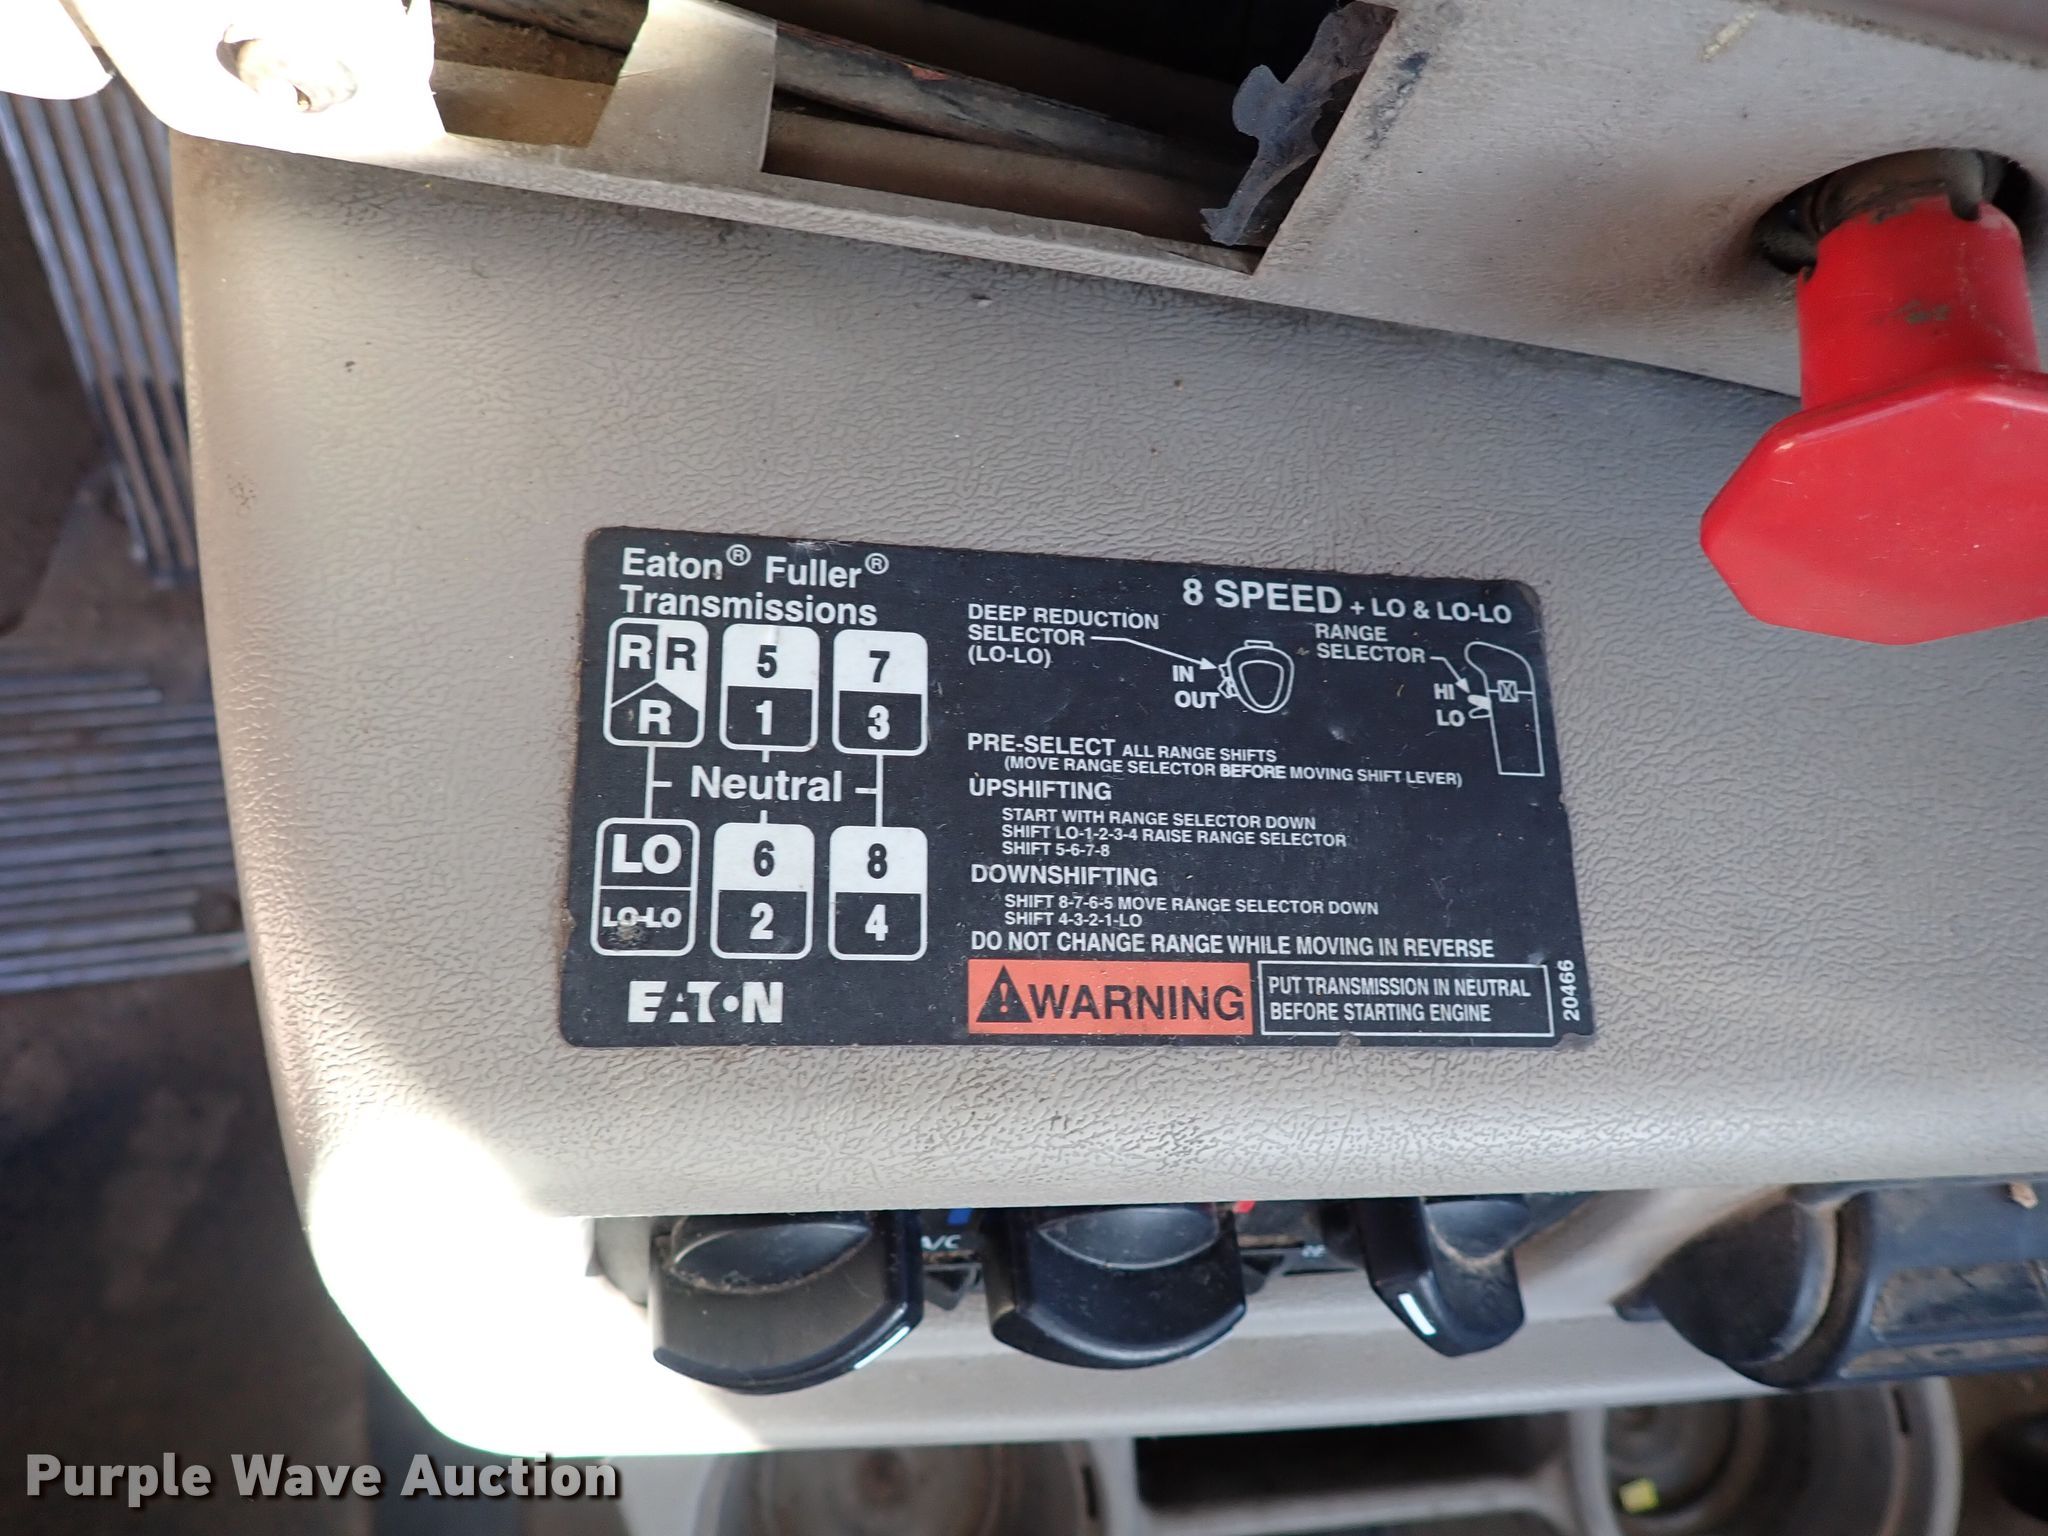 Eaton® Fuller®
Transmissions
R R
R
5
1
7
3
Neutral
LO
LO-LO
6
2
8
4
EATON
8 SPEED + LO & LO-LO
DEEP REDUCTION
SELECTOR
(LO-LO)
IN
OUT
RANGE
SELECTOR
HI
LO
PRE-SELECT ALL RANGE SHIFTS
(MOVE RANGE SELECTOR BEFORE MOVING SHIFT LEVER)
UPSHIFTING
START WITH RANGE SELECTOR DOWN
SHIFT LO-1-2-3-4 RAISE RANGE SELECTOR
SHIFT 5-6-7-8
DOWNSHIFTING
SHIFT 8-7-6-5 MOVE RANGE SELECTOR DOWN
SHIFT 4-3-2-1-LO
DO NOT CHANGE RANGE WHILE MOVING IN REVERSE
WARNING
PUT TRANSMISSION IN NEUTRAL
BEFORE STARTING ENGINE
20466
A/C
Purple Wave Auction